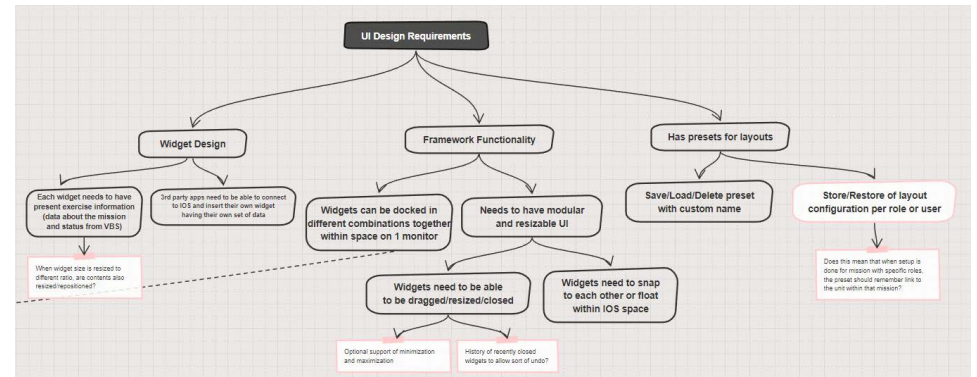 UI Design Requirements
Widget Design
Framework Functionality
Has presets for layouts
Each widget needs to have
present exercise information
(data about the mission
and status from VBS)
3rd party apps need to be able to connect
to IOS and insert their own widget
having their own set of data
Widgets can be docked in
different combinations together
within space on 1 monitor
Needs to have modular
and resizable UI
Save/Load/Delete preset
with custom name
Store/Restore of layout
configuration per role or user
When widget size is resized to
different ratio, are contents also
resized/repositioned?
Widgets need to be able
to be dragged/resized/closed
Widgets need to snap
to each other or float
within IOS space
Does this mean that when setup is
done for mission with specific roles,
the preset should remember link to
the unit within that mission?
Optional support of minimization
and maximization
History of recently closed
widgets to allow sort of undo?